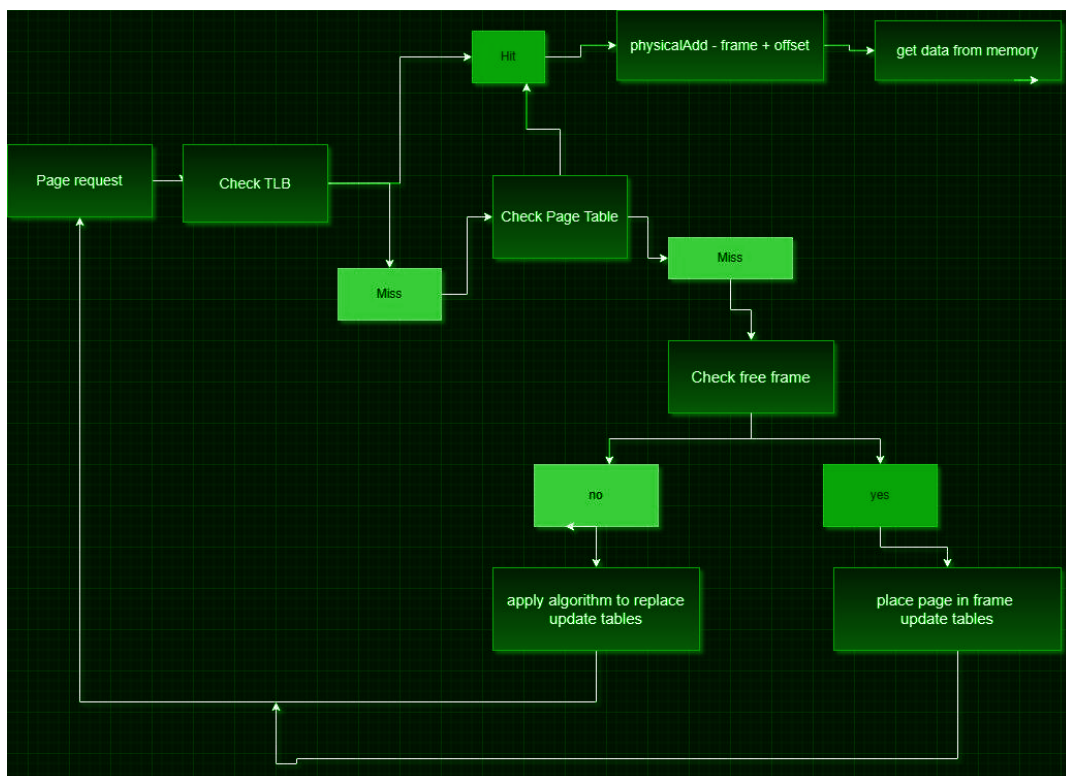 Hit
physicalAdd - frame + offset
get data from memory
Page request
Check TLB
Check Page Table
Miss
Miss
Check free frame
no
yes
apply algorithm to replace
update tables
place page in frame
update tables